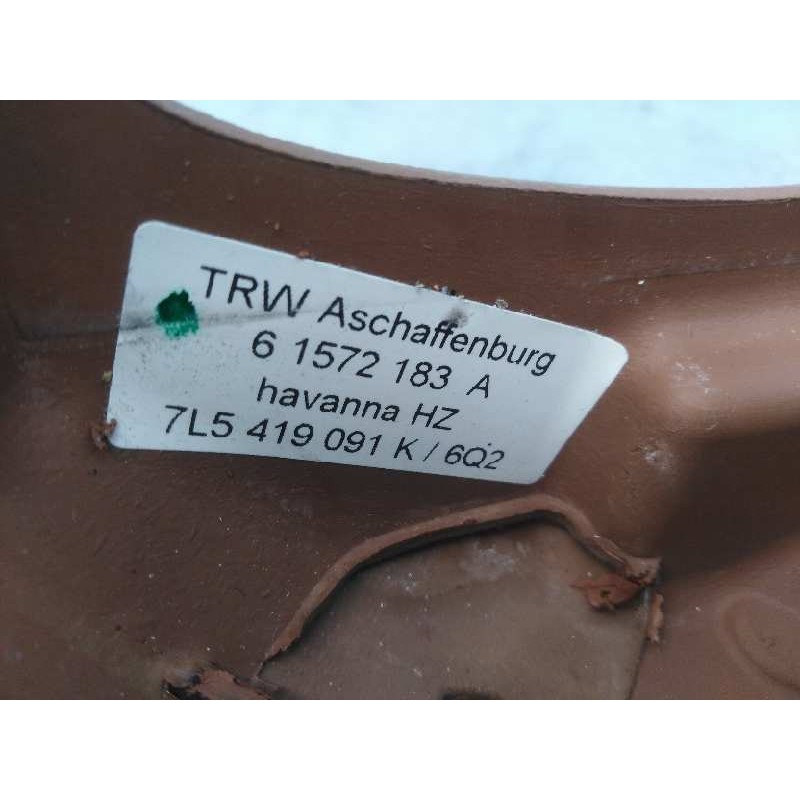 TRW Aschaffenburg
6 1572 183 A
havanna HZ
7L5 419 091 K / 6Q2